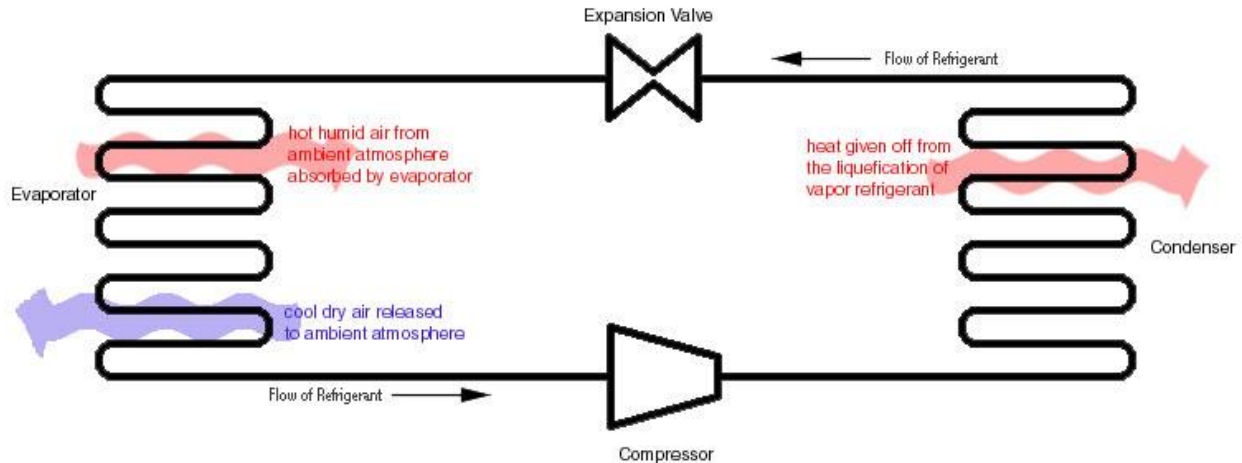 Expansion Valve
Flow of Refrigerant
hot humid air from
ambient atmosphere
absorbed by evaporator
heat given off from
the liquefication of
vapor refrigerant
Evaporator
Condenser
cool dry air released
to ambient atmosphere
Flow of Refrigerant
Compressor